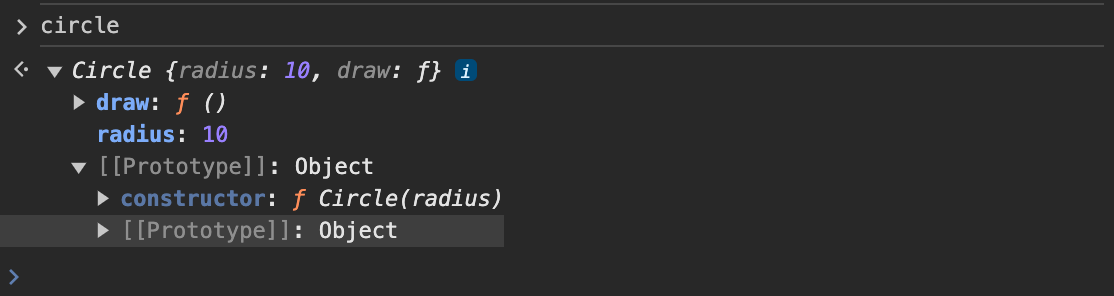 > circle
<· ▼ Circle {radius: 10, draw: ƒ} i
▶ draw: ƒ ()
radius: 10
▼ [[Prototype]]: Object
▶ constructor: ƒ Circle(radius)
▶ [[Prototype]]: Object
>